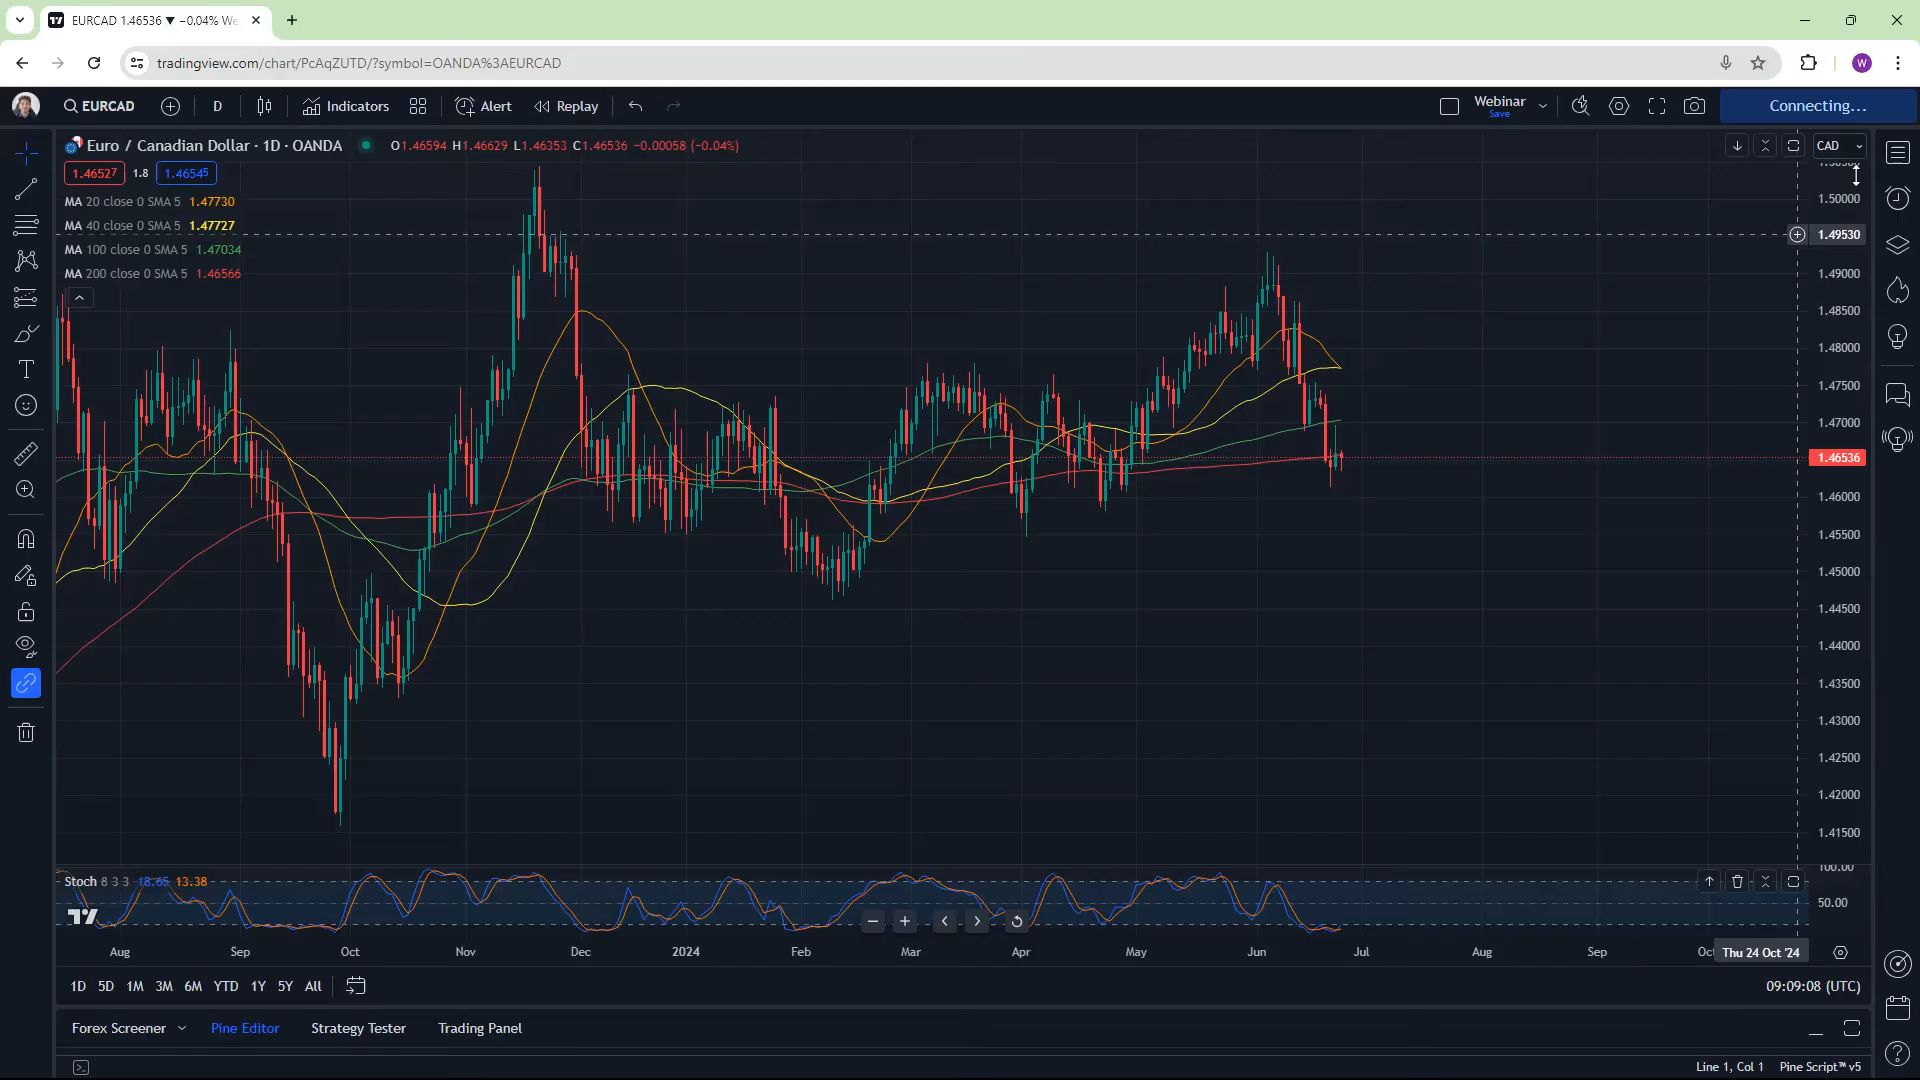 EURCAD 1.46536 ▼ −0.04% We
tradingview.com/chart/PcAqZUTD/?symbol=OANDA%3AEURCAD
W
EURCAD
D
Indicators
Alert
Replay
Webinar
Save
Connecting...
Euro / Canadian Dollar · 1D · OANDA
O1.46594 H1.46629 L1.46353 C1.46536 −0.00058 (−0.04%)
CAD
1.46527 1.8 1.46545
MA 20 close 0 SMA 5 1.47730
MA 40 close 0 SMA 5 1.47727
MA 100 close 0 SMA 5 1.47034
MA 200 close 0 SMA 5 1.46566
1.50000
1.49530
1.49000
1.48500
1.48000
1.47500
1.47000
1.46536
1.46000
1.45500
1.45000
1.44500
1.44000
1.43500
1.43000
1.42500
1.42000
1.41500
100.00
Stoch 8 3 3 18.65 13.38
50.00
Aug Sep Oct Nov Dec 2024 Feb Mar Apr May Jun Jul Aug Sep Oct Thu 24 Oct '24
1D 5D 1M 3M 6M YTD 1Y 5Y All
09:09:08 (UTC)
Forex Screener Pine Editor Strategy Tester Trading Panel
Line 1, Col 1 Pine Script™ v5